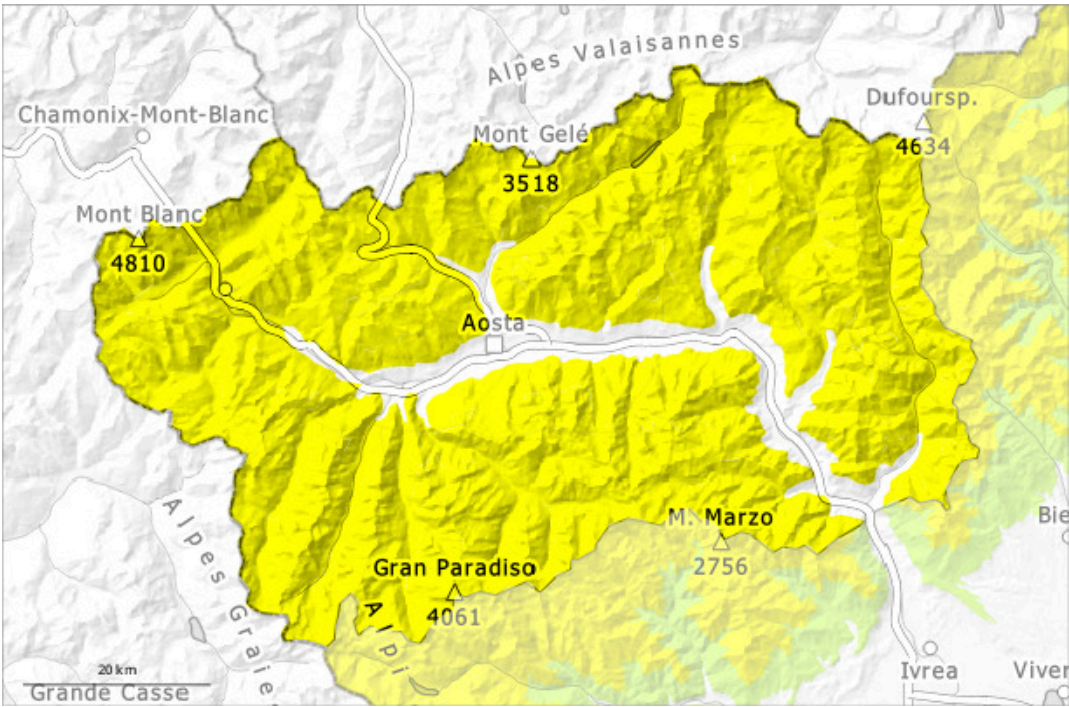 Alpes Valaisannes
Dufoursp.
4634
Chamonix-Mont-Blanc
Mont Gelé
3518
Mont Blanc
4810
Aosta
Alpes Graies
M. Marzo
2756
Bie
Gran Paradiso
4061
Alpi
20 km
Grande Casse
Ivrea
Viver